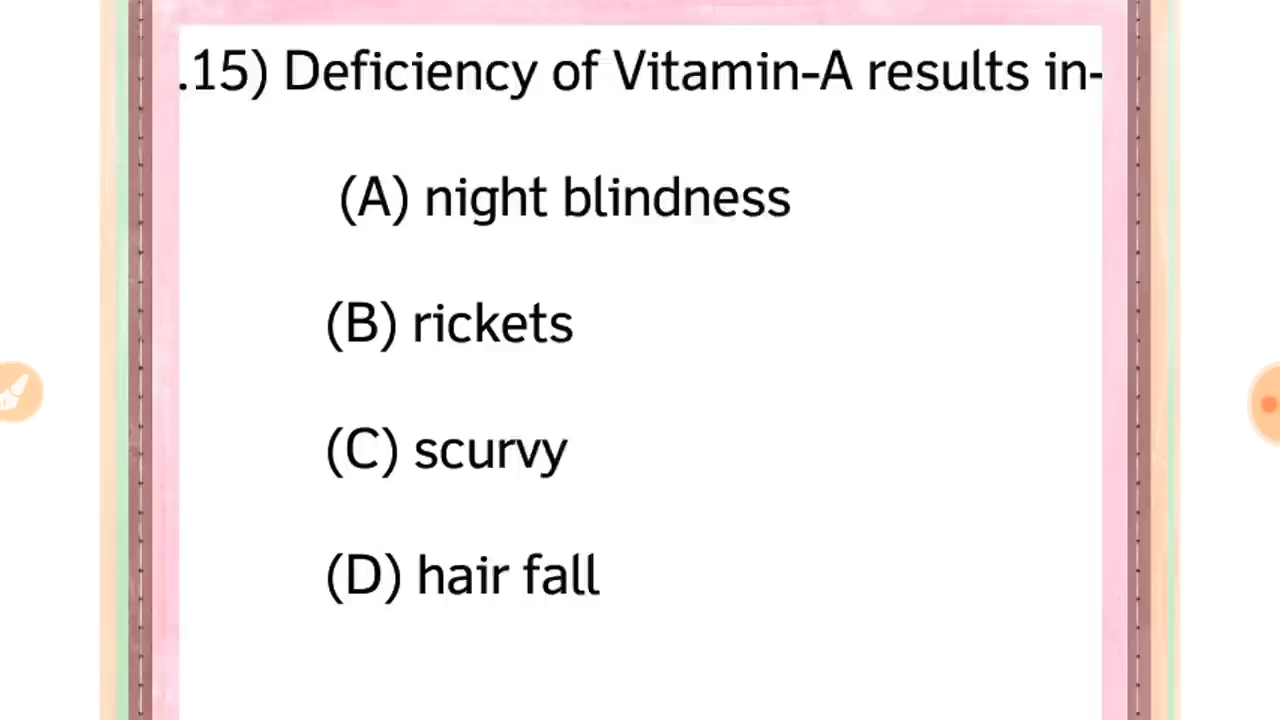 .15) Deficiency of Vitamin-A results in-
(A) night blindness
(B) rickets
(C) scurvy
(D) hair fall